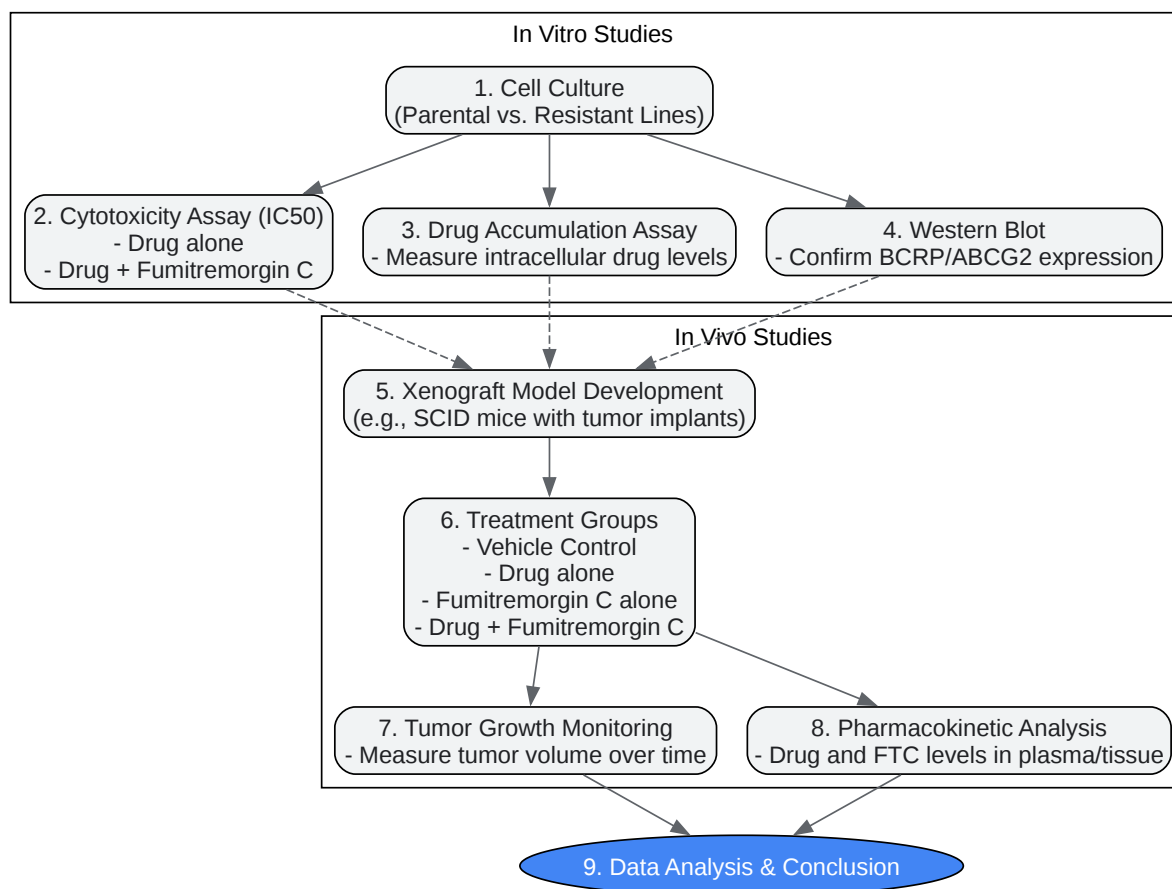 In Vitro Studies
1. Cell Culture
(Parental vs. Resistant Lines)
2. Cytotoxicity Assay (IC50)
- Drug alone
- Drug + Fumitremorgin C
3. Drug Accumulation Assay
- Measure intracellular drug levels
4. Western Blot
- Confirm BCRP/ABCG2 expression
In Vivo Studies
5. Xenograft Model Development
(e.g., SCID mice with tumor implants)
6. Treatment Groups
- Vehicle Control
- Drug alone
- Fumitremorgin C alone
- Drug + Fumitremorgin C
7. Tumor Growth Monitoring
- Measure tumor volume over time
8. Pharmacokinetic Analysis
- Drug and FTC levels in plasma/tissue
9. Data Analysis & Conclusion